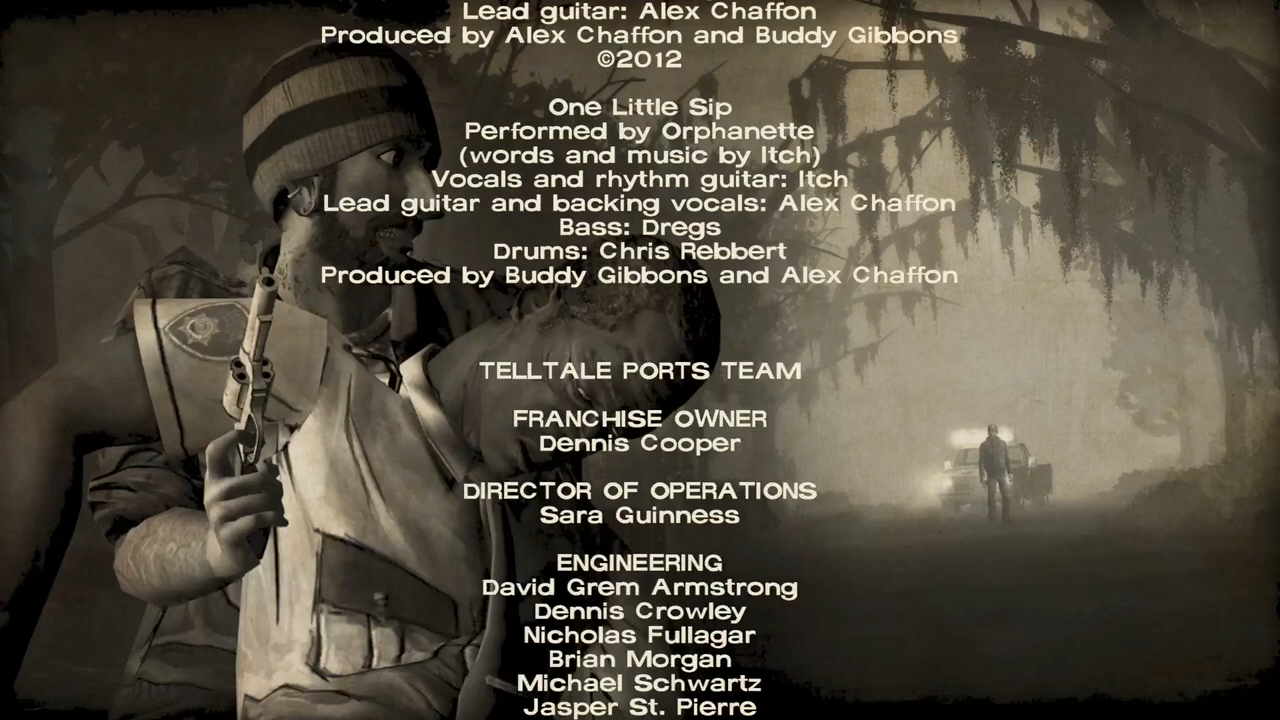 Lead guitar: Alex Chaffon
Produced by Alex Chaffon and Buddy Gibbons
©2012
One Little Sip
Performed by Orphanette
(words and music by Itch)
Vocals and rhythm guitar: Itch
Lead guitar and backing vocals: Alex Chaffon
Bass: Dregs
Drums: Chris Rebbert
Produced by Buddy Gibbons and Alex Chaffon
TELLTALE PORTS TEAM
FRANCHISE OWNER
Dennis Cooper
DIRECTOR OF OPERATIONS
Sara Guinness
ENGINEERING
David Grem Armstrong
Dennis Crowley
Nicholas Fullagar
Brian Morgan
Michael Schwartz
Jasper St. Pierre